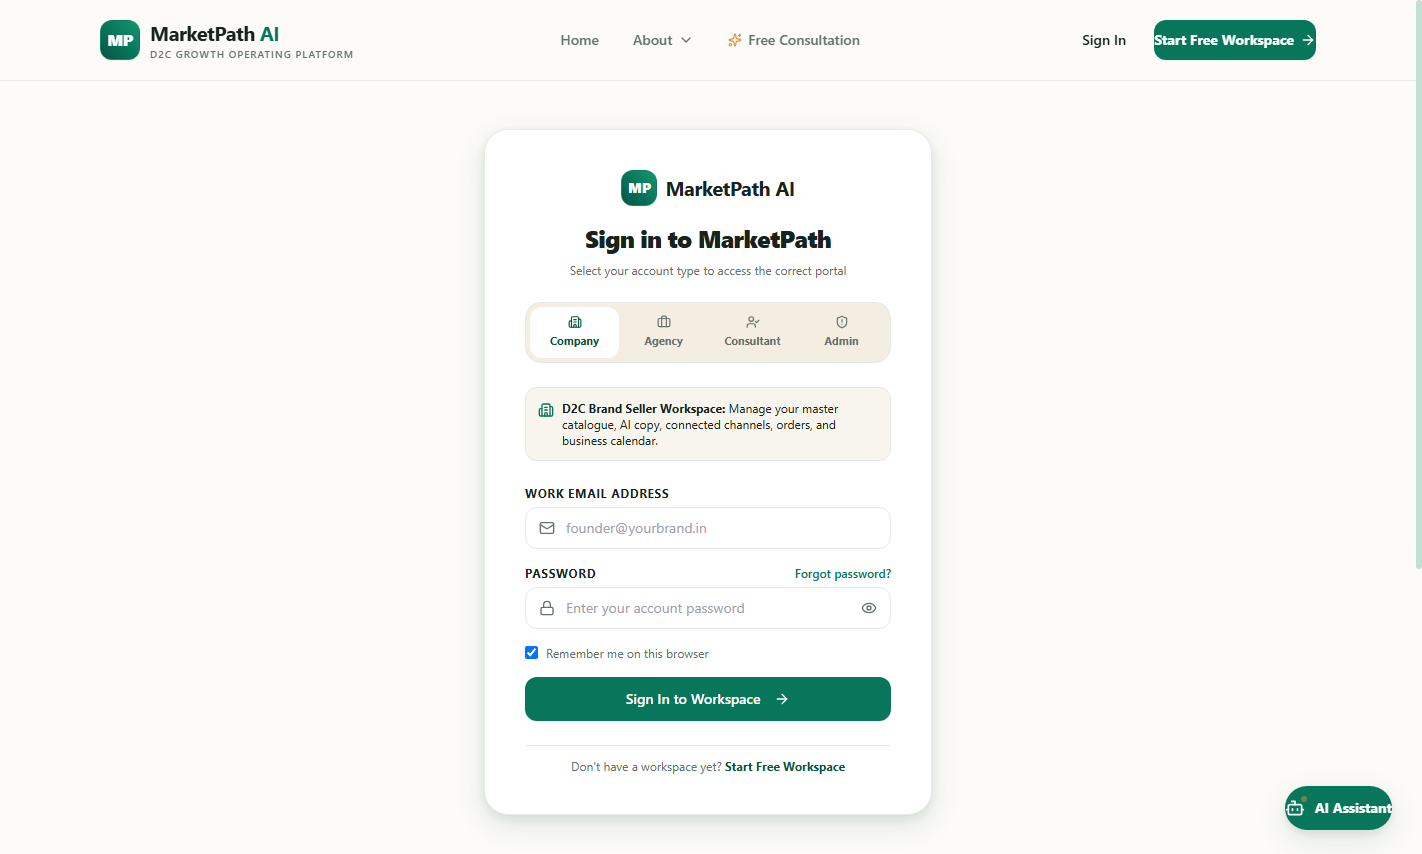 MP MarketPath AI
D2C GROWTH OPERATING PLATFORM
Home
About
Free Consultation
Sign In
Start Free Workspace
MP MarketPath AI
Sign in to MarketPath
Select your account type to access the correct portal
Company
Agency
Consultant
Admin
D2C Brand Seller Workspace: Manage your master
catalogue, AI copy, connected channels, orders, and
business calendar.
WORK EMAIL ADDRESS
founder@yourbrand.in
PASSWORD
Forgot password?
Enter your account password
Remember me on this browser
Sign In to Workspace
Don't have a workspace yet? Start Free Workspace
AI Assistant